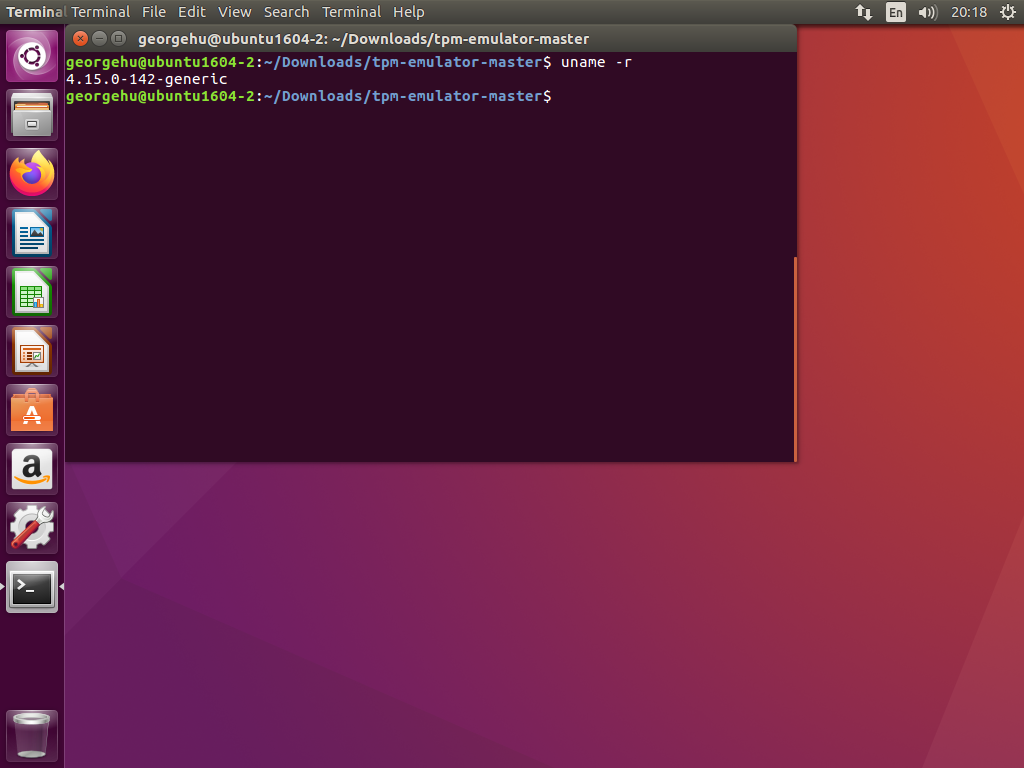 Terminal Terminal File Edit View Search Terminal Help En 20:18
georgehu@ubuntu1604-2: ~/Downloads/tpm-emulator-master
georgehu@ubuntu1604-2:~/Downloads/tpm-emulator-master$ uname -r
4.15.0-142-generic
georgehu@ubuntu1604-2:~/Downloads/tpm-emulator-master$
A
a
>_